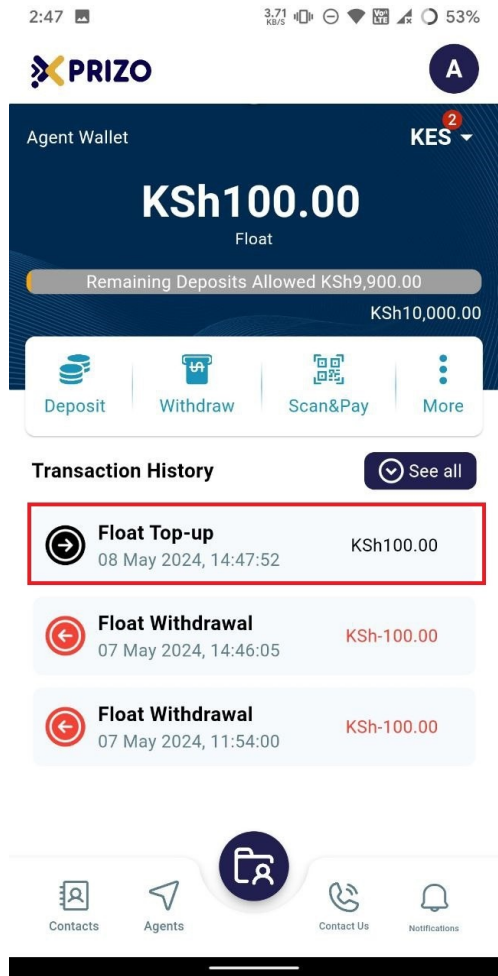 2:47
3.71 KB/S
Vo) LTE
53%
PRIZO
A
Agent Wallet
2
KES
KSh100.00
Float
Remaining Deposits Allowed KSh9,900.00
KSh10,000.00
Deposit
Withdraw
Scan&Pay
More
Transaction History
See all
Float Top-up
KSh100.00
08 May 2024, 14:47:52
Float Withdrawal
KSh-100.00
07 May 2024, 14:46:05
Float Withdrawal
KSh-100.00
07 May 2024, 11:54:00
Contacts
Agents
Contact Us
Notifications